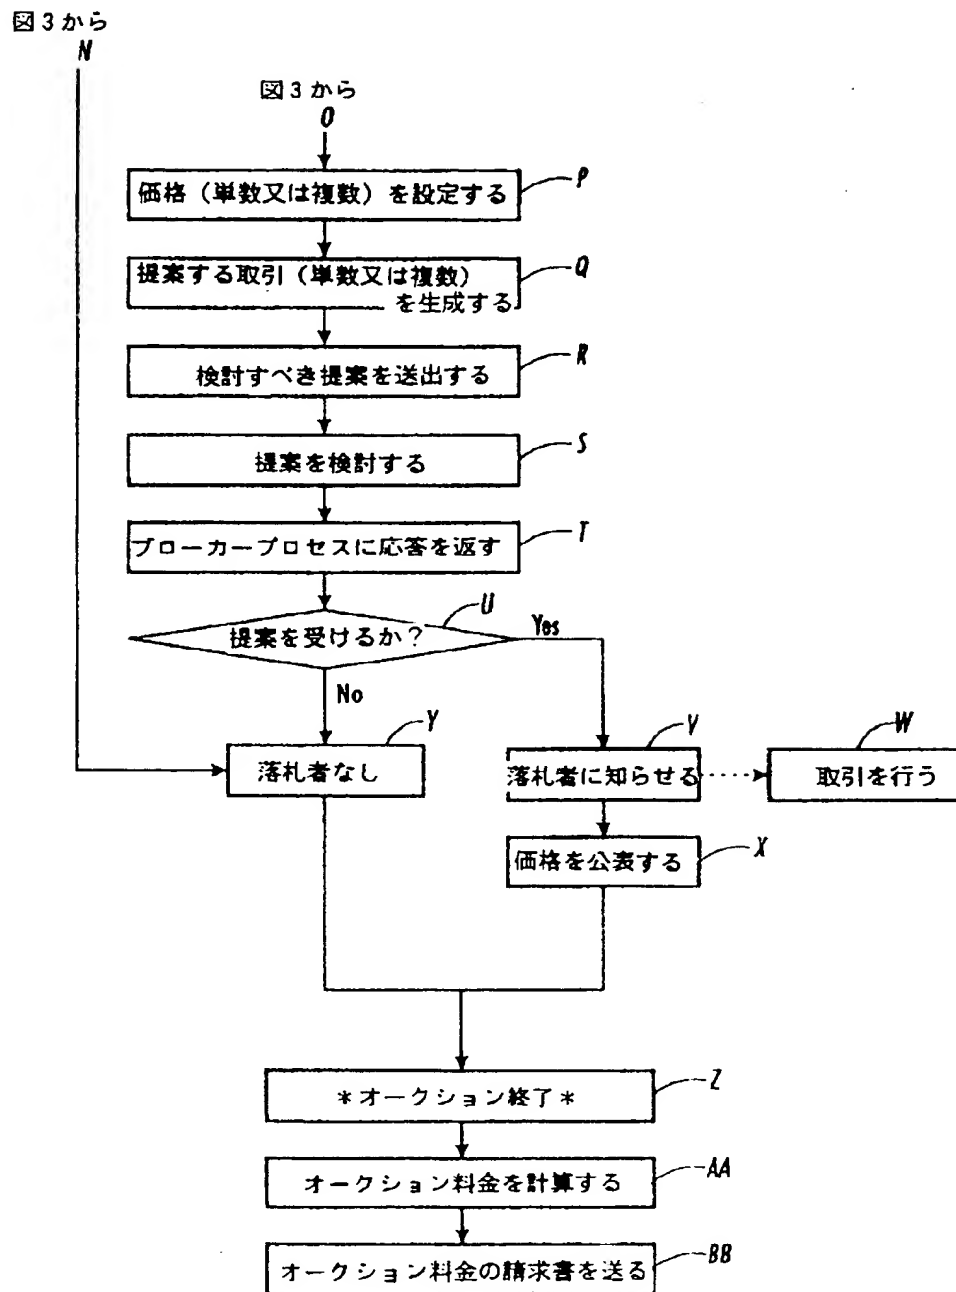 図3から
N
図3から
O
価格（単数又は複数）を設定する
P
提案する取引（単数又は複数）
を生成する
Q
検討すべき提案を送出する
R
提案を検討する
S
ブローカープロセスに応答を返す
T
提案を受けるか？
U
Yes
No
落札者なし
Y
落札者に知らせる
V
取引を行う
W
価格を公表する
X
＊オークション終了＊
Z
オークション料金を計算する
AA
オークション料金の請求書を送る
BB